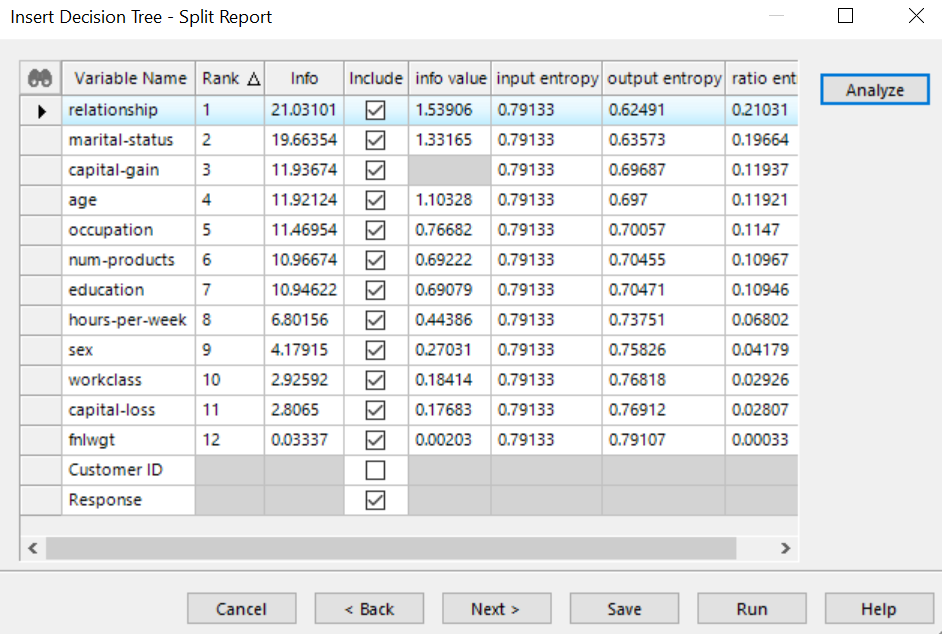 Insert Decision Tree - Split Report
Variable Name Rank Info Include info value input entropy output entropy ratio ent
Analyze
relationship 1 21.03101 1.53906 0.79133 0.62491 0.21031
marital-status 2 19.66354 1.33165 0.79133 0.63573 0.19664
capital-gain 3 11.93674 0.79133 0.69687 0.11937
age 4 11.92124 1.10328 0.79133 0.697 0.11921
occupation 5 11.46954 0.76682 0.79133 0.70057 0.1147
num-products 6 10.96674 0.69222 0.79133 0.70455 0.10967
education 7 10.94622 0.69079 0.79133 0.70471 0.10946
hours-per-week 8 6.80156 0.44386 0.79133 0.73751 0.06802
sex 9 4.17915 0.27031 0.79133 0.75826 0.04179
workclass 10 2.92592 0.18414 0.79133 0.76818 0.02926
capital-loss 11 2.8065 0.17683 0.79133 0.76912 0.02807
fnlwgt 12 0.03337 0.00203 0.79133 0.79107 0.00033
Customer ID
Response
Cancel < Back Next > Save Run Help